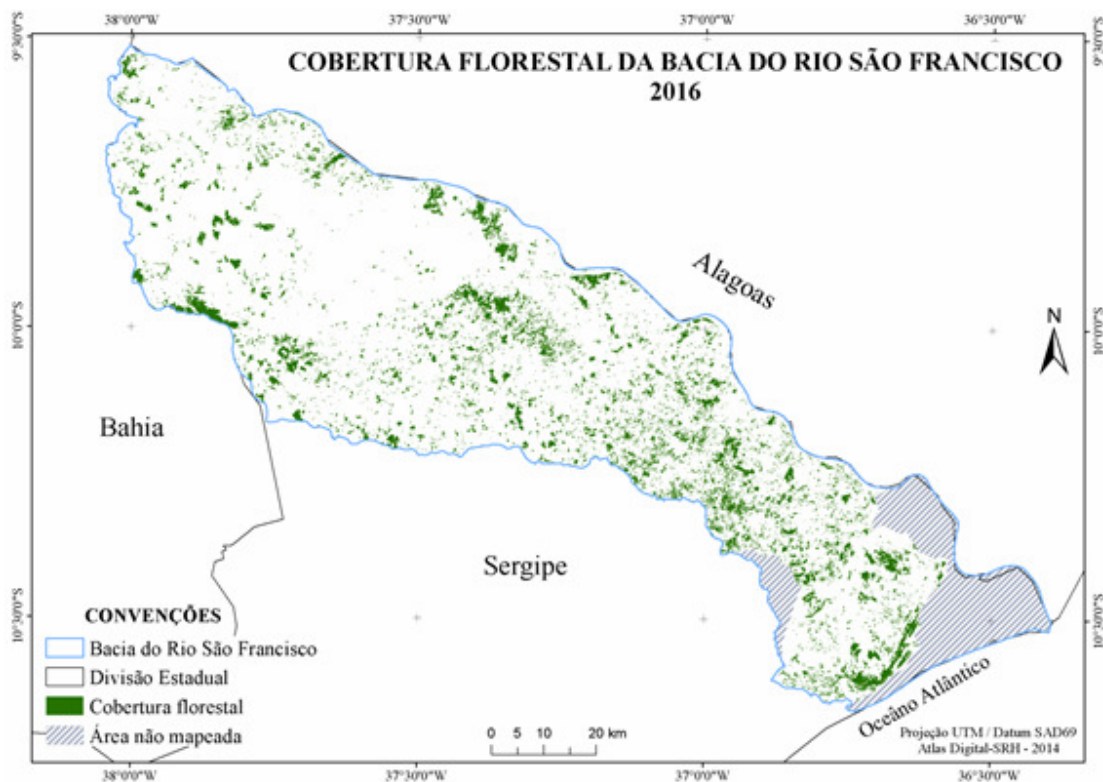 38°0'0"W 37°30'0"W 37°0'0"W 36°30'0"W
9°30'0"S
9°30'0"S
COBERTURA FLORESTAL DA BACIA DO RIO SÃO FRANCISCO
2016
Alagoas
N
10°0'0"S
10°0'0"S
Bahia
Sergipe
10°30'0"S
10°30'0"S
CONVENÇÕES
Bacia do Rio São Francisco
Divisão Estadual
Cobertura florestal
Área não mapeada
0 5 10 20 km
Oceâno Atlântico
Projeção UTM / Datum SAD69
Atlas Digital-SRH - 2014
38°0'0"W 37°30'0"W 37°0'0"W 36°30'0"W